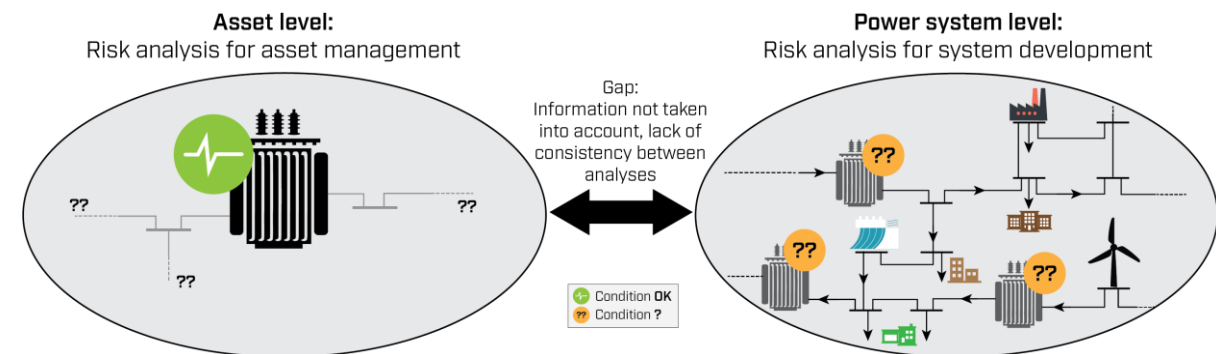 Asset level:
Risk analysis for asset management
??
??
??
Gap:
Information not taken
into account, lack of
consistency between
analyses
Condition OK
?? Condition ?
Power system level:
Risk analysis for system development
??
??
??